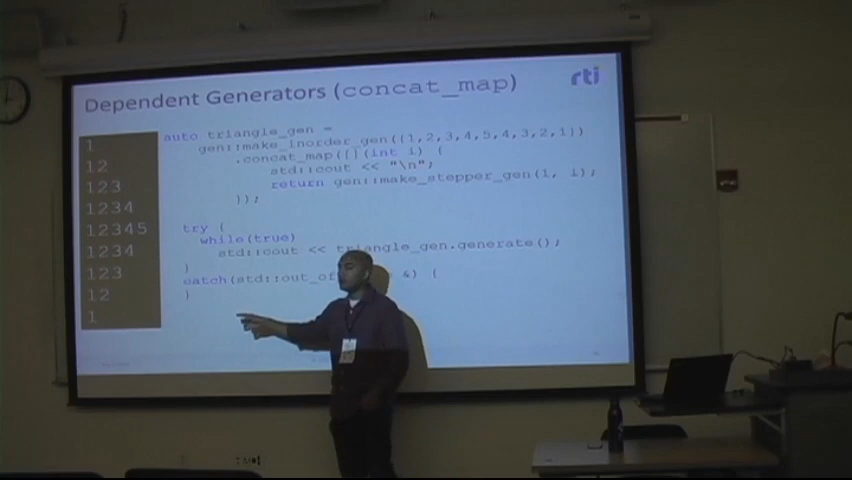 Dependent Generators (concat_map)
rti
1
12
123
1234
12345
1234
123
12
1
auto triangle_gen =
gen::make_inorder_gen({1,2,3,4,5,4,3,2,1})
.concat_map([](int i) {
std::cout << "\n";
return gen::make_stepper_gen(1, i);
});
try {
while(true)
std::cout << triangle_gen.generate();
}
catch(std::out_of &) {
}